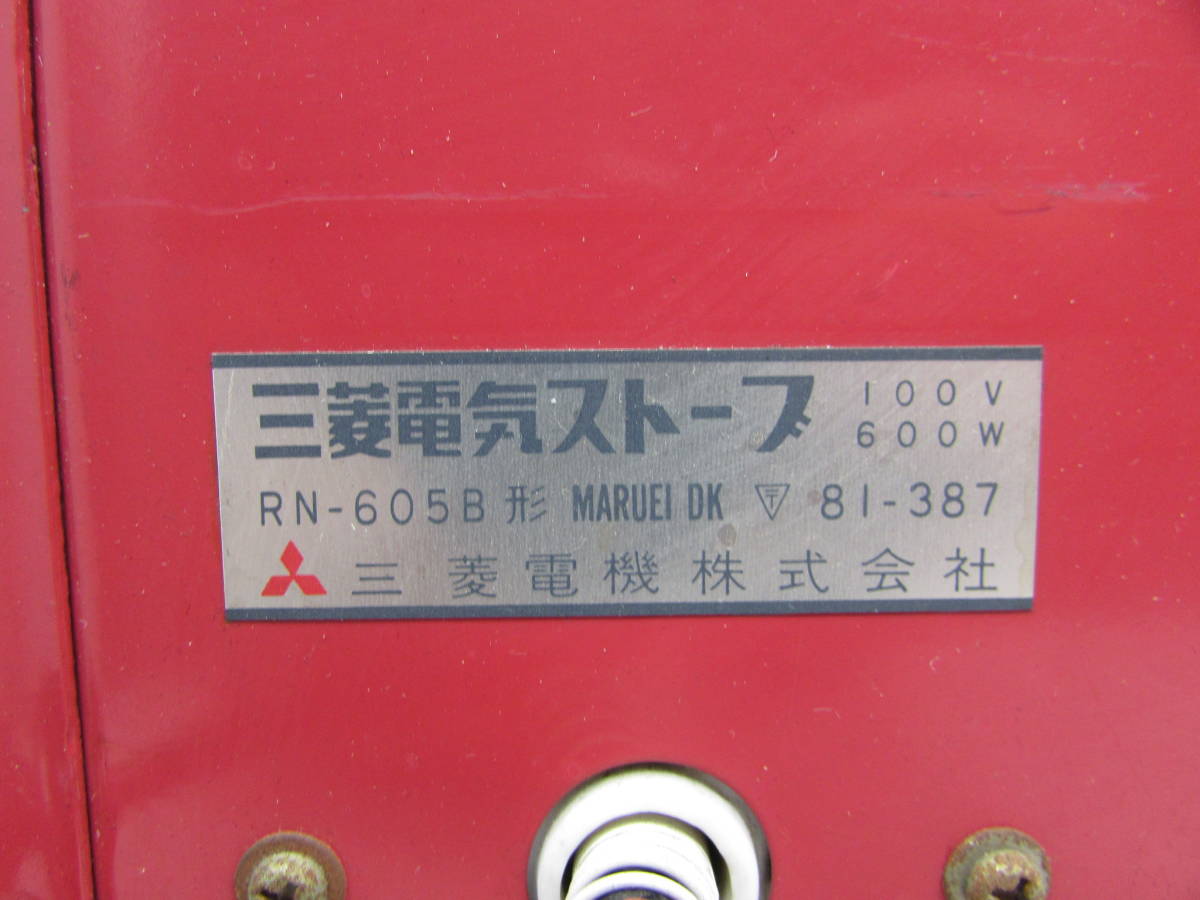 三菱電気ストーブ 100V
600W
RN-605B 形 MARUEI DK 〒 81-387
三菱電機株式会社